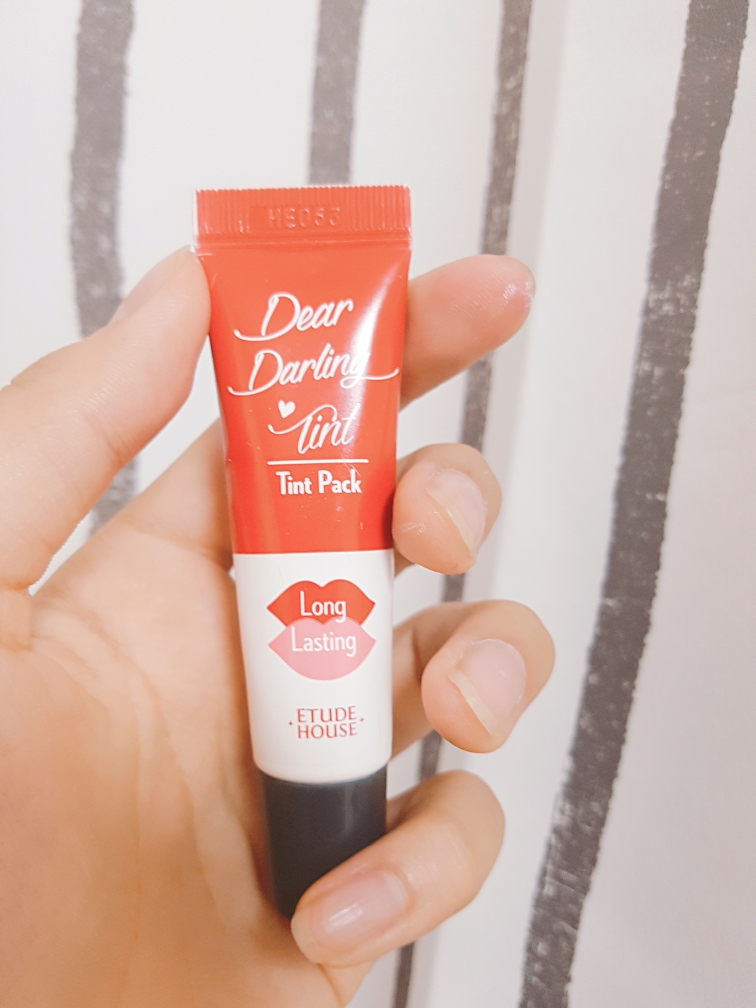 Dear
Darling
Tint
Tint Pack
Long
Lasting
ETUDE
HOUSE